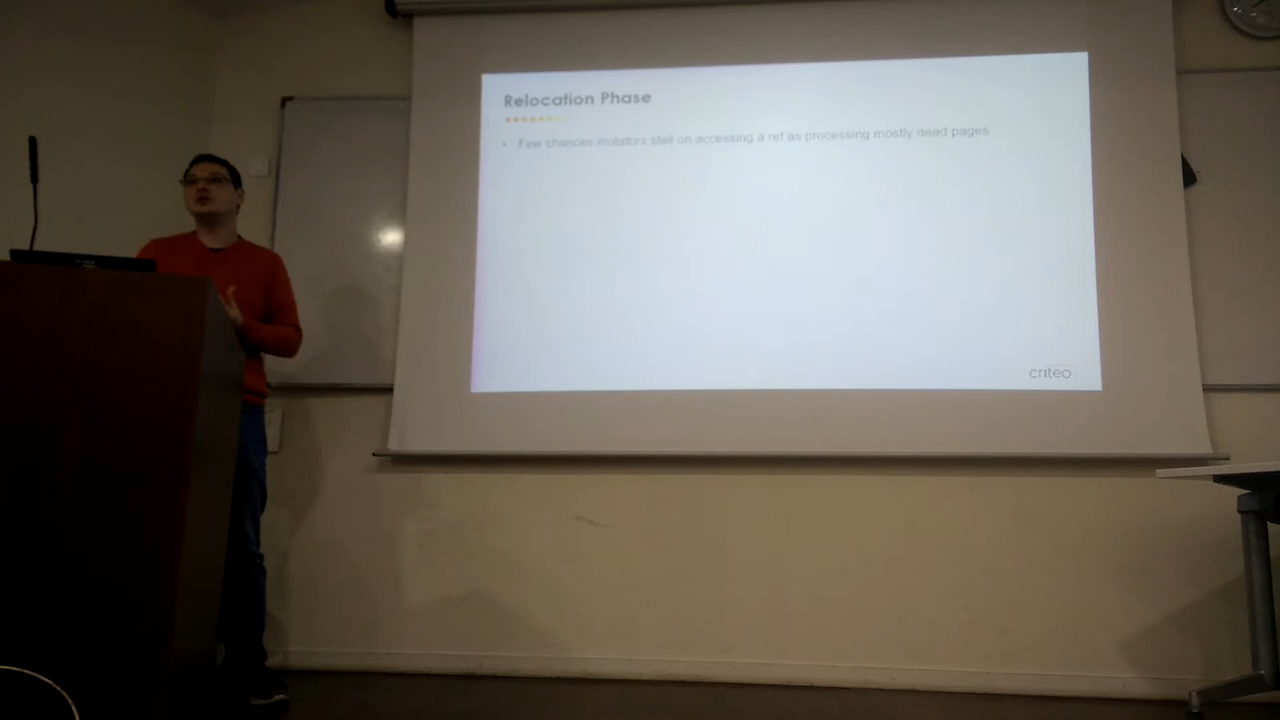 Relocation Phase
• Few chances mutators stall on accessing a ref as processing mostly dead pages
criteo